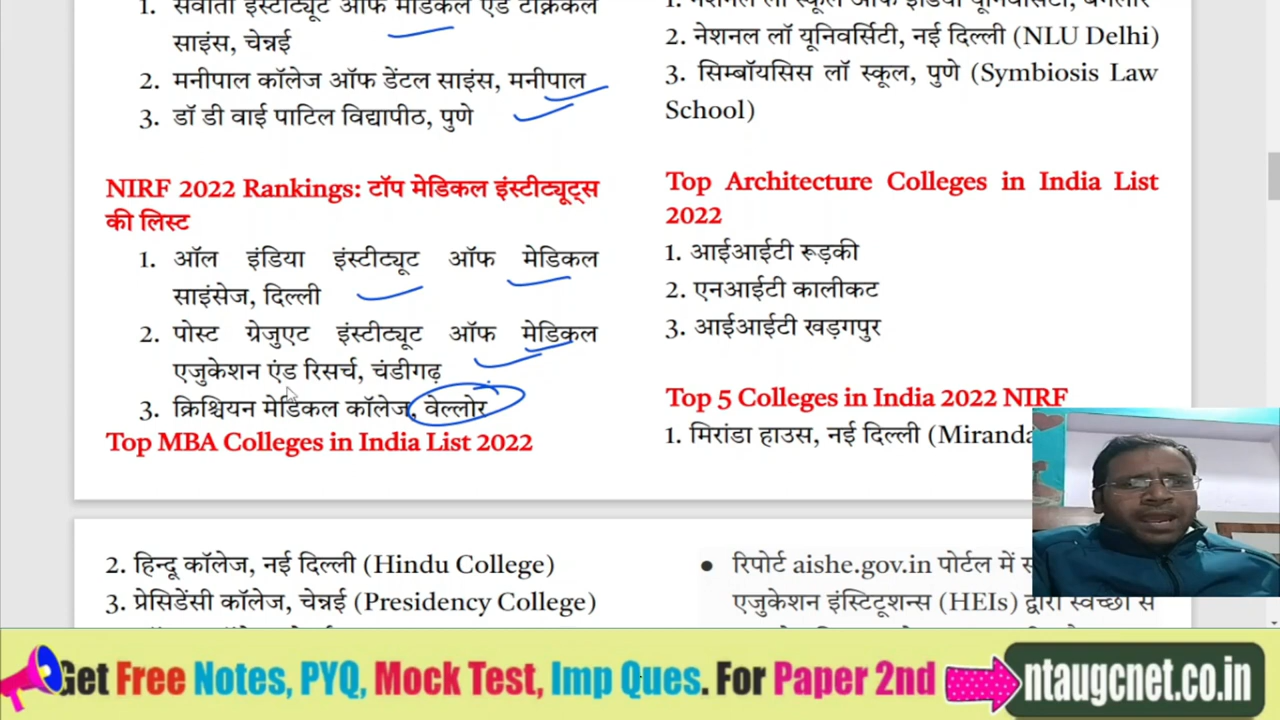 1. सवीता इंस्टीट्यूट ऑफ मेडिकल एंड टेक्निकल
साइंस, चेन्नई
2. मनीपाल कॉलेज ऑफ डेंटल साइंस, मनीपाल
3. डॉ डी वाई पाटिल विद्यापीठ, पुणे
NIRF 2022 Rankings: टॉप मेडिकल इंस्टीट्यूट्स
की लिस्ट
1. ऑल इंडिया इंस्टीट्यूट ऑफ मेडिकल
साइंसेज, दिल्ली
2. पोस्ट ग्रेजुएट इंस्टीट्यूट ऑफ मेडिकल
एजुकेशन एंड रिसर्च, चंडीगढ़
3. क्रिश्चियन मेडिकल कॉलेज, वेल्लोर
Top MBA Colleges in India List 2022
1. नेशनल लॉ स्कूल ऑफ इंडिया यूनिवर्सिटी, बेंगलोर
2. नेशनल लॉ यूनिवर्सिटी, नई दिल्ली (NLU Delhi)
3. सिम्बॉयसिस लॉ स्कूल, पुणे (Symbiosis Law
School)
Top Architecture Colleges in India List
2022
1. आईआईटी रूड़की
2. एनआईटी कालीकट
3. आईआईटी खड़गपुर
Top 5 Colleges in India 2022 NIRF
1. मिरांडा हाउस, नई दिल्ली (Miranda
2. हिन्दू कॉलेज, नई दिल्ली (Hindu College)
3. प्रेसिडेंसी कॉलेज, चेन्नई (Presidency College)
• रिपोर्ट aishe.gov.in पोर्टल में
एजुकेशन इंस्टिटूशन्स (HEIs) द्वारा स्वेच्छा से
Get Free Notes, PYQ, Mock Test, Imp Ques. For Paper 2nd
ntaugcnet.co.in